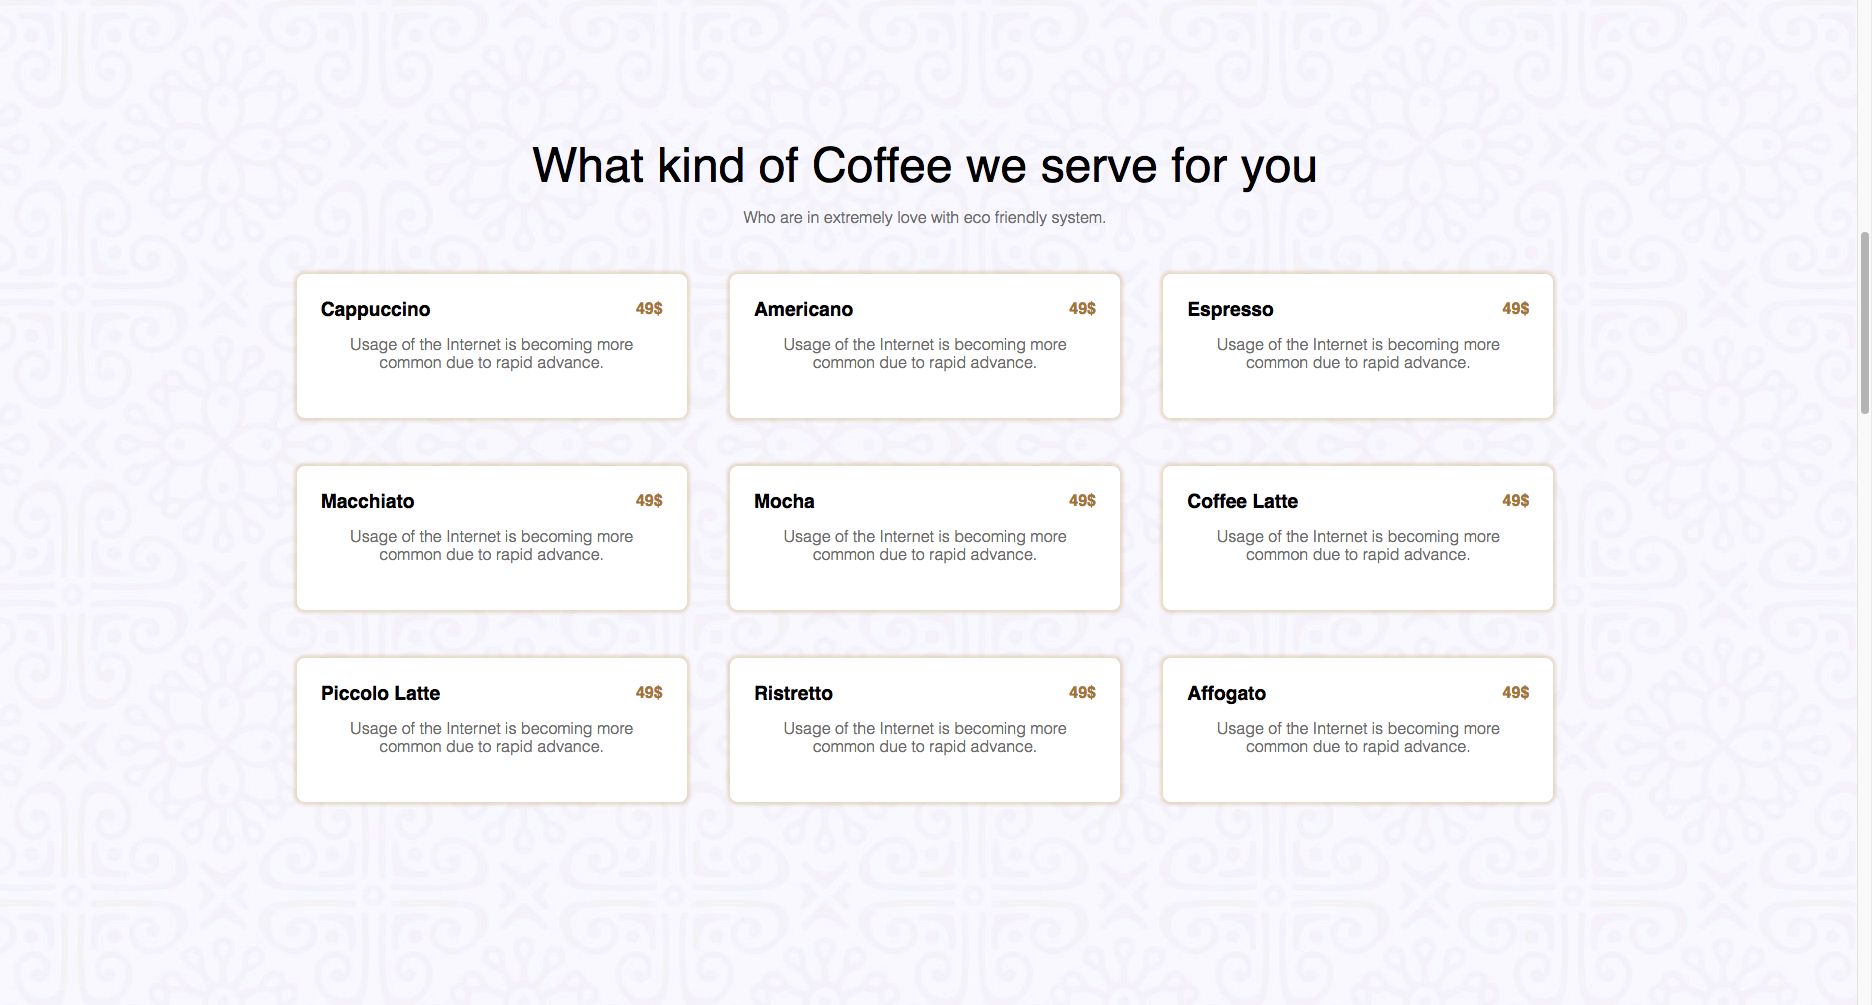 What kind of Coffee we serve for you
Who are in extremely love with eco friendly system.
Cappuccino 49$
Usage of the Internet is becoming more
common due to rapid advance.
Americano 49$
Usage of the Internet is becoming more
common due to rapid advance.
Espresso 49$
Usage of the Internet is becoming more
common due to rapid advance.
Macchiato 49$
Usage of the Internet is becoming more
common due to rapid advance.
Mocha 49$
Usage of the Internet is becoming more
common due to rapid advance.
Coffee Latte 49$
Usage of the Internet is becoming more
common due to rapid advance.
Piccolo Latte 49$
Usage of the Internet is becoming more
common due to rapid advance.
Ristretto 49$
Usage of the Internet is becoming more
common due to rapid advance.
Affogato 49$
Usage of the Internet is becoming more
common due to rapid advance.